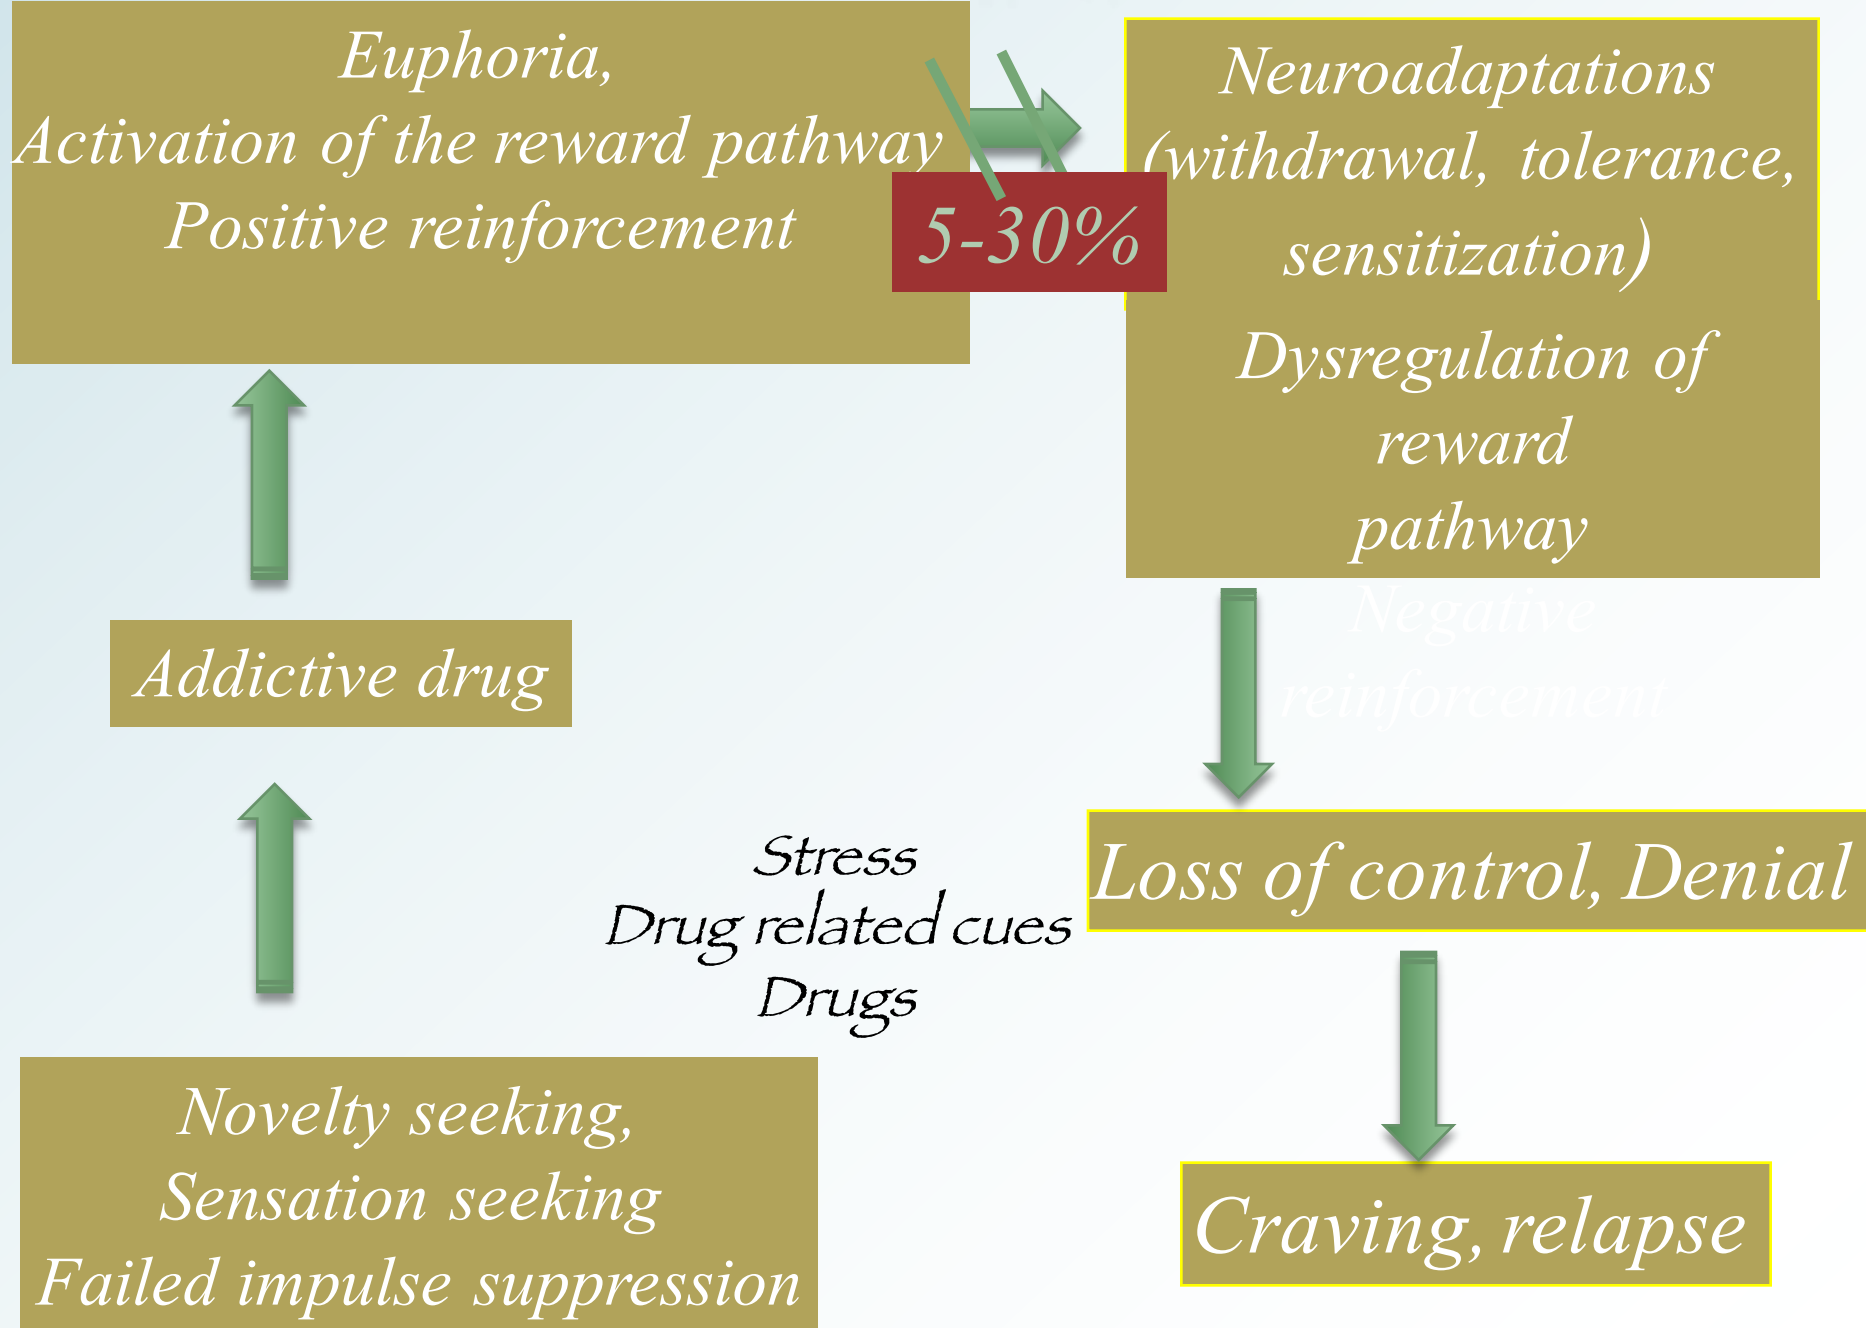 Euphoria,
Activation of the reward pathway
Positive reinforcement
5-30%
Neuroadaptations
(withdrawal, tolerance,
sensitization)
Dysregulation of
reward
pathway
Negative
reinforcement
Addictive drug
Stress
Drug related cues
Drugs
Loss of control, Denial
Novelty seeking,
Sensation seeking
Failed impulse suppression
Craving, relapse